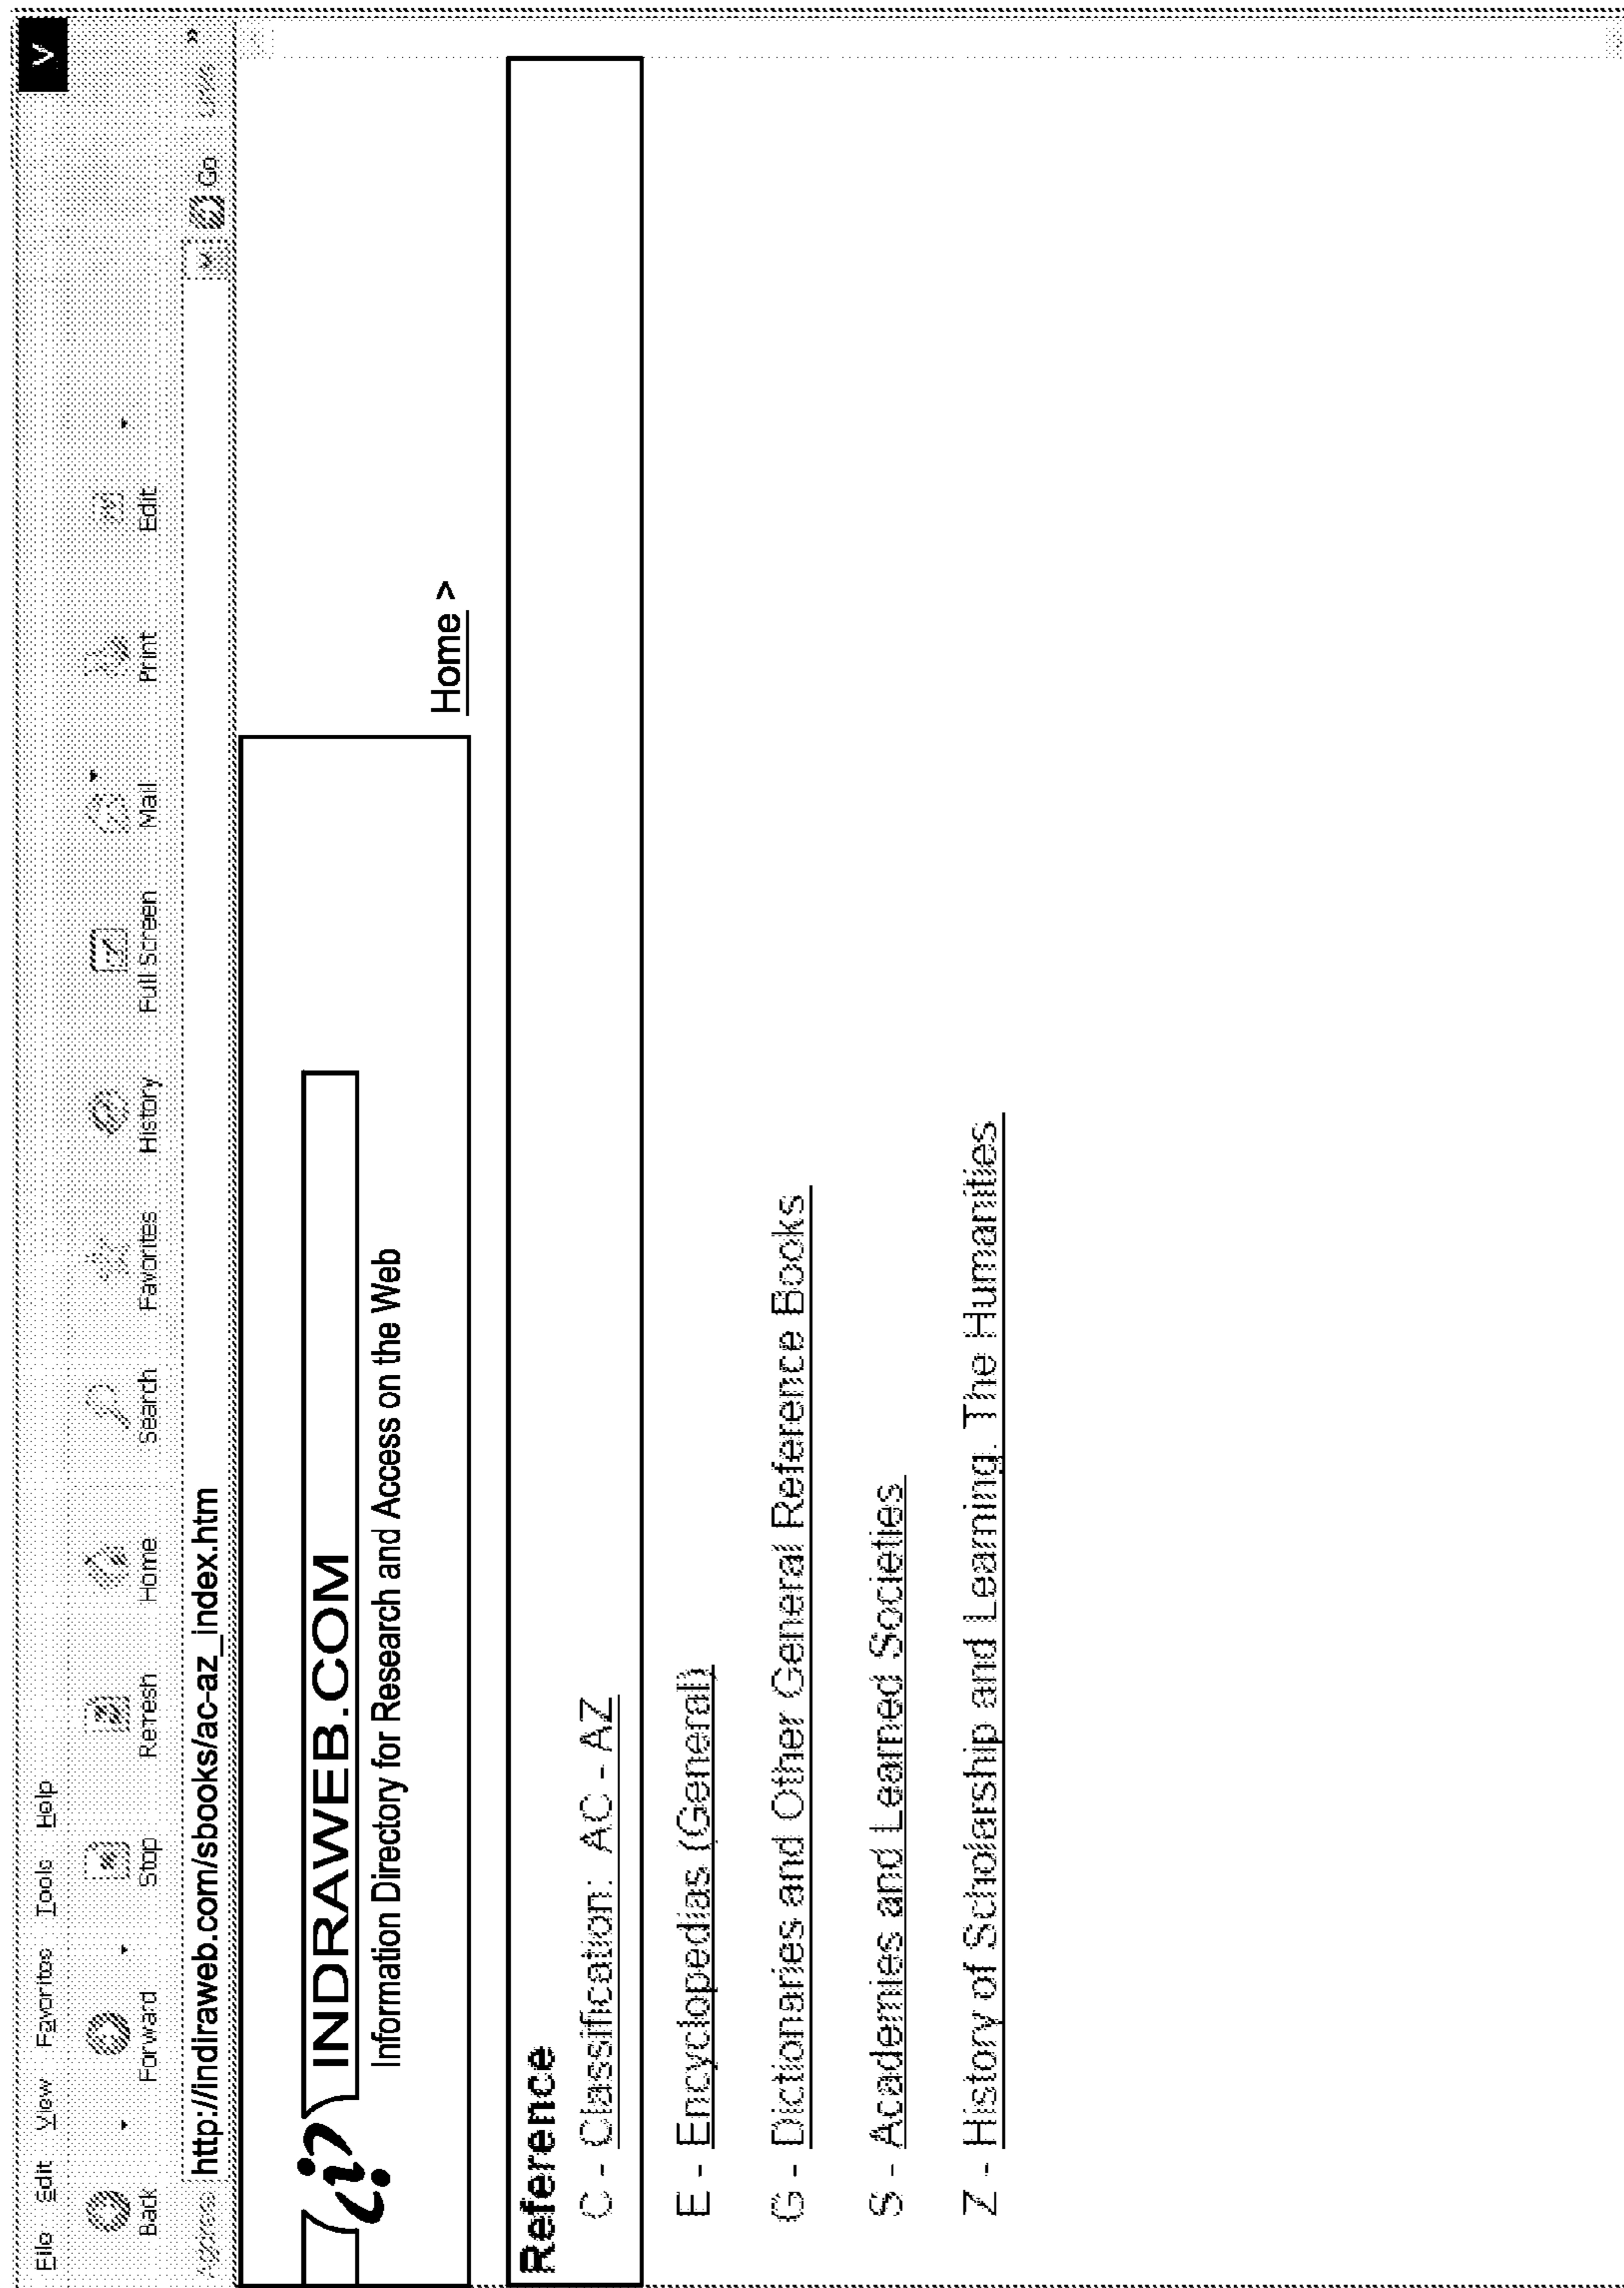 File Edit View Favorites Tools Help
Back Forward Stop Refresh Home Search Favorites History Full Screen Mail Print Edit
Address http://indiraweb.com/sbooks/ac-az_index.htm Go Links »
INDRAWEB.COM
Information Directory for Research and Access on the Web
Home >
Reference
C - Classification: AC - AZ
E - Encyclopedias (General)
G - Dictionaries and Other General Reference Books
S - Academies and Learned Societies
Z - History of Scholarship and Learning. The Humanities